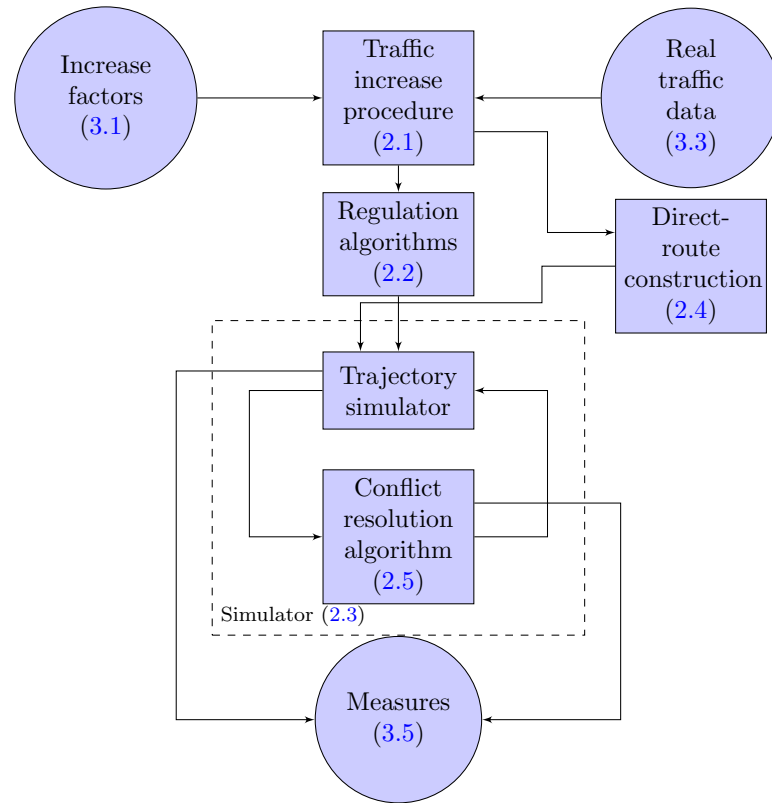 Increase
factors
(3.1)
Traffic
increase
procedure
(2.1)
Real
traffic
data
(3.3)
Regulation
algorithms
(2.2)
Direct-
route
construction
(2.4)
Trajectory
simulator
Conflict
resolution
algorithm
(2.5)
Simulator (2.3)
Measures
(3.5)